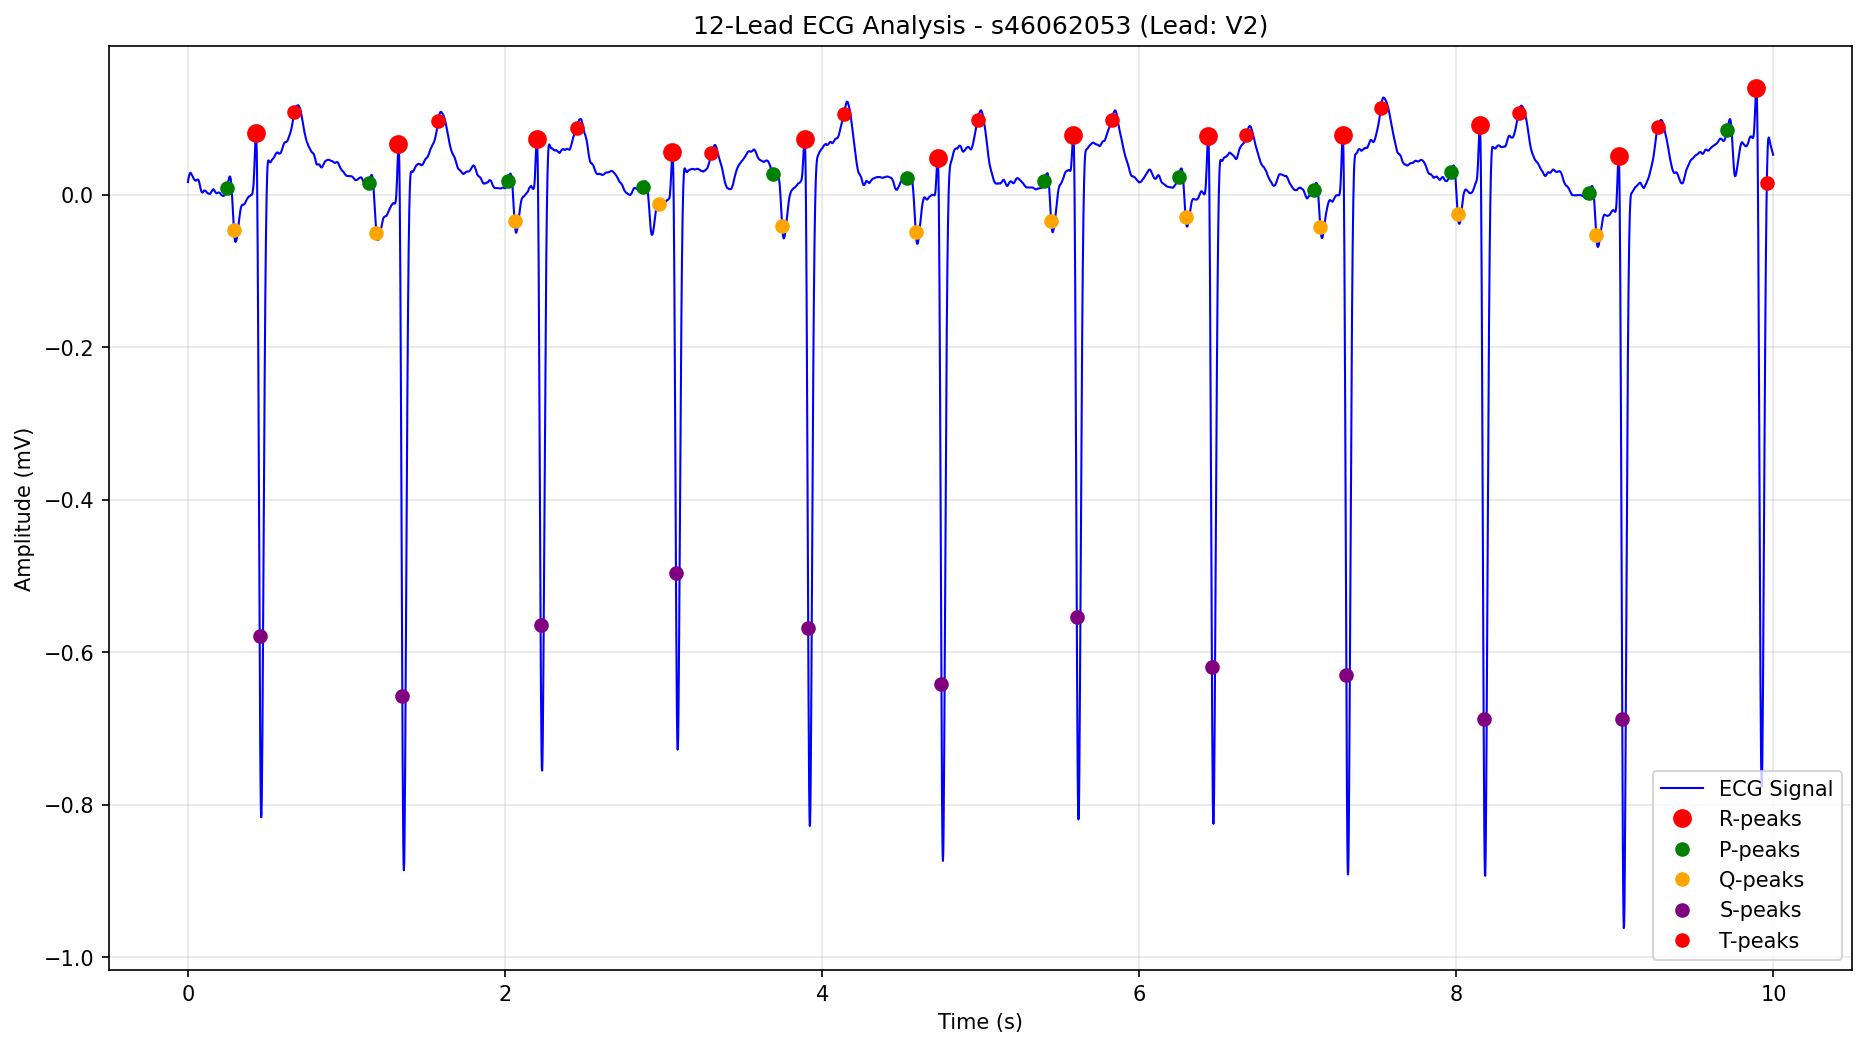 12-Lead ECG Analysis - s46062053 (Lead: V2)
Amplitude (mV)
0.0
−0.2
−0.4
−0.6
−0.8
−1.0
ECG Signal
R-peaks
P-peaks
Q-peaks
S-peaks
T-peaks
0 2 4 6 8 10
Time (s)